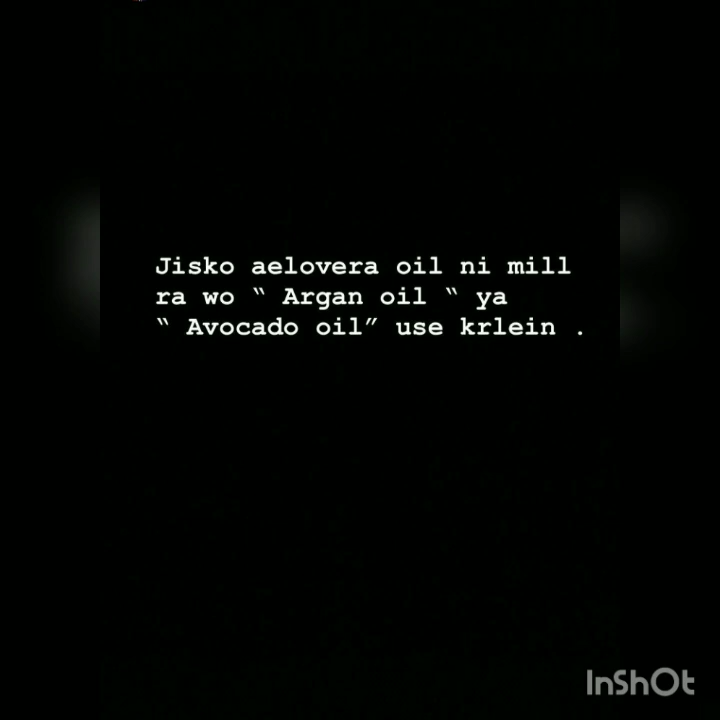 Jisko aelovera oil ni mill
ra wo “ Argan oil “ ya
“ Avocado oil” use krlein .
InShOt